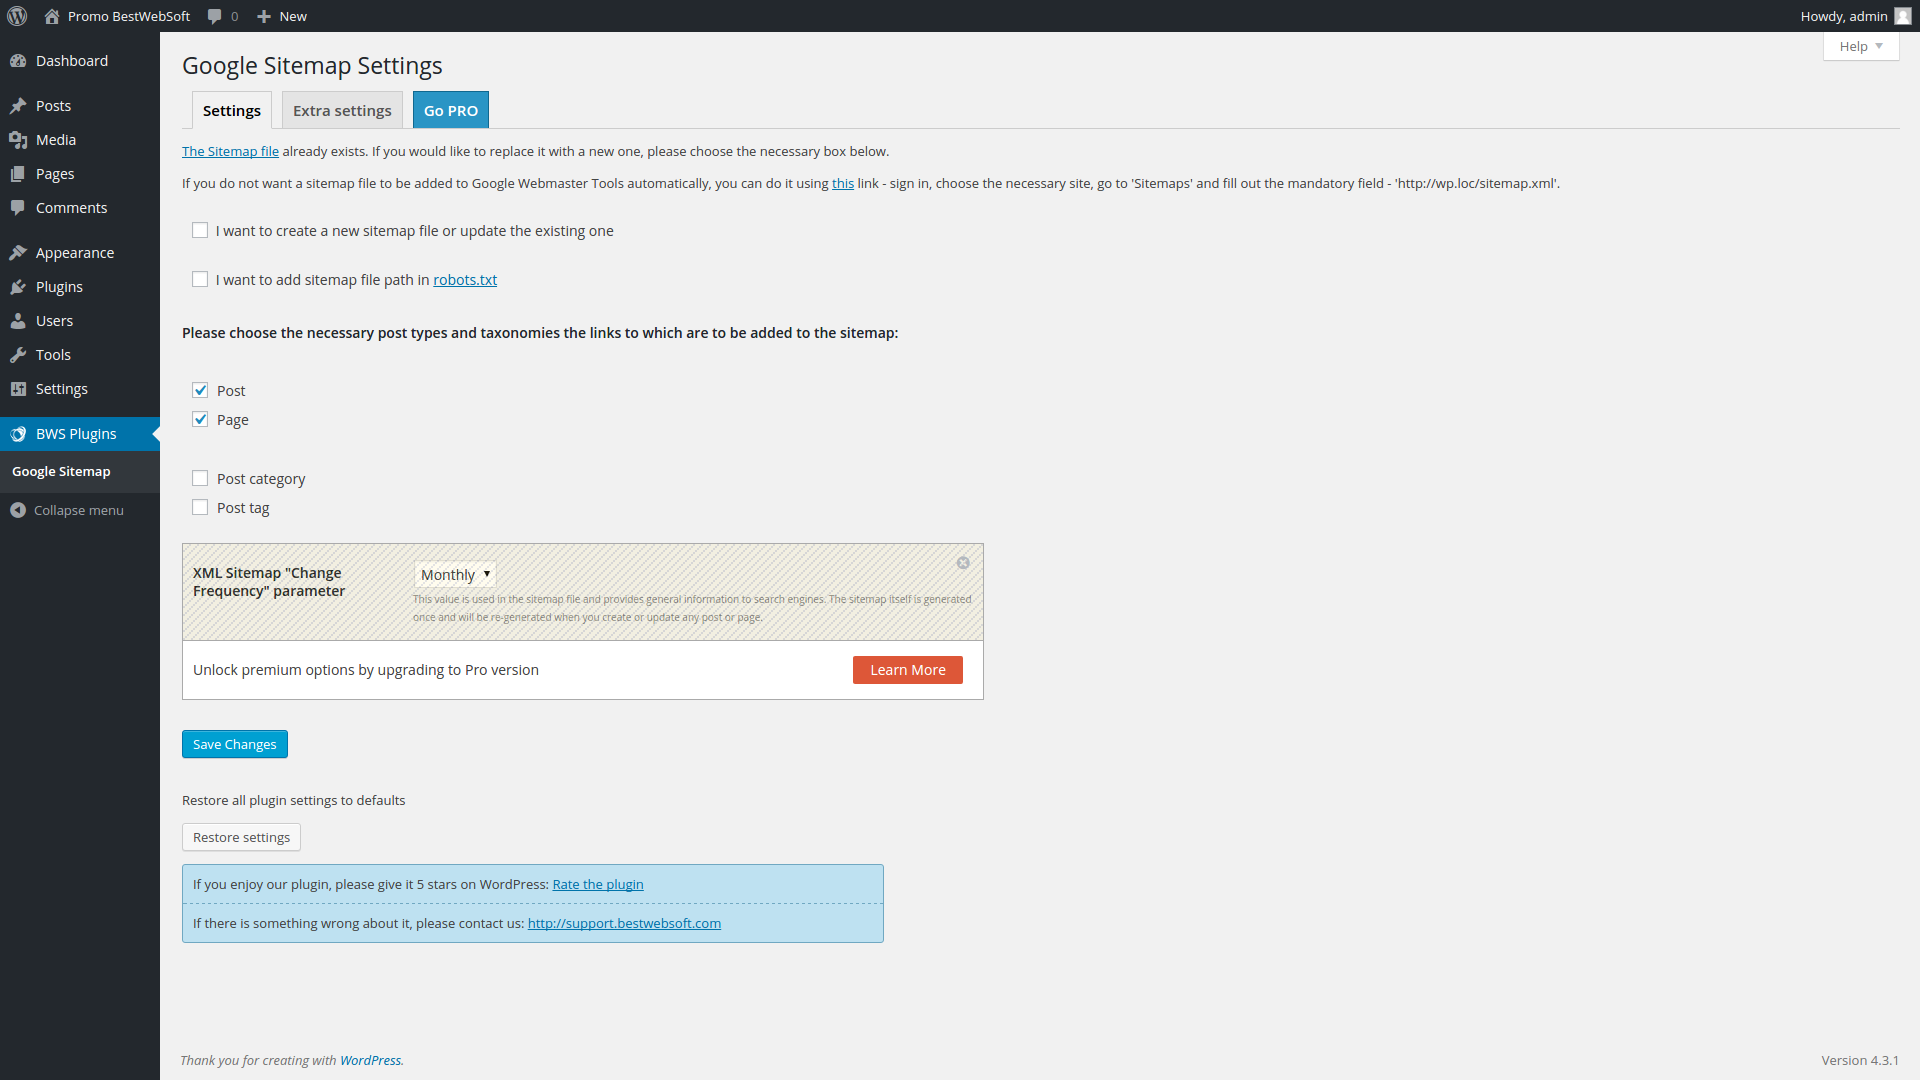 Promo BestWebSoft 0 New Howdy, admin
Help
Dashboard
Posts
Media
Pages
Comments
Appearance
Plugins
Users
Tools
Settings
BWS Plugins
Google Sitemap
Collapse menu
Google Sitemap Settings
Settings Extra settings Go PRO
The Sitemap file already exists. If you would like to replace it with a new one, please choose the necessary box below.
If you do not want a sitemap file to be added to Google Webmaster Tools automatically, you can do it using this link - sign in, choose the necessary site, go to 'Sitemaps' and fill out the mandatory field - 'http://wp.loc/sitemap.xml'.
I want to create a new sitemap file or update the existing one
I want to add sitemap file path in robots.txt
Please choose the necessary post types and taxonomies the links to which are to be added to the sitemap:
Post
Page
Post category
Post tag
XML Sitemap "Change
Frequency" parameter
Monthly
This value is used in the sitemap file and provides general information to search engines. The sitemap itself is generated
once and will be re-generated when you create or update any post or page.
Unlock premium options by upgrading to Pro version Learn More
Save Changes
Restore all plugin settings to defaults
Restore settings
If you enjoy our plugin, please give it 5 stars on WordPress: Rate the plugin
If there is something wrong about it, please contact us: http://support.bestwebsoft.com
Thank you for creating with WordPress. Version 4.3.1